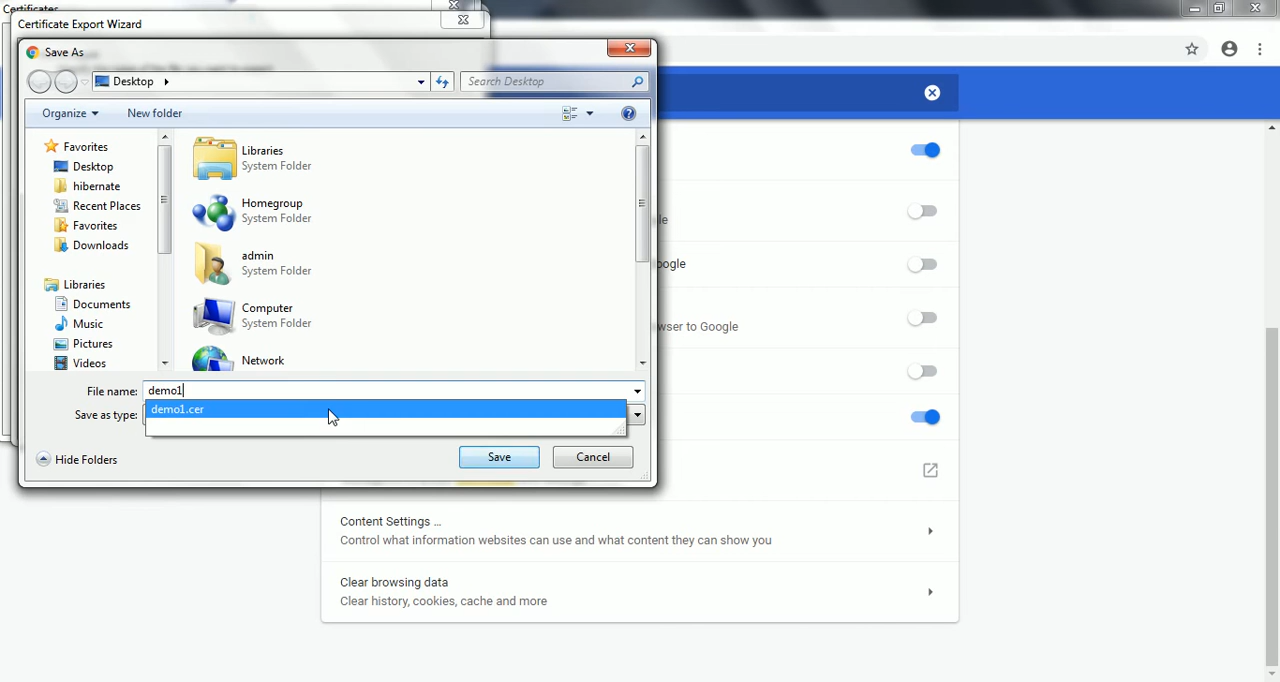 Certificates
Certificate Export Wizard
Save As
Desktop
Search Desktop
Organize
New folder
Favorites
Desktop
hibernate
Recent Places
Favorites
Downloads
Libraries
Documents
Music
Pictures
Videos
Libraries
System Folder
Homegroup
System Folder
admin
System Folder
Computer
System Folder
Network
File name: demo1
demo1.cer
Save as type:
Hide Folders
Save
Cancel
le
oogle
wser to Google
Content Settings ...
Control what information websites can use and what content they can show you
Clear browsing data
Clear history, cookies, cache and more